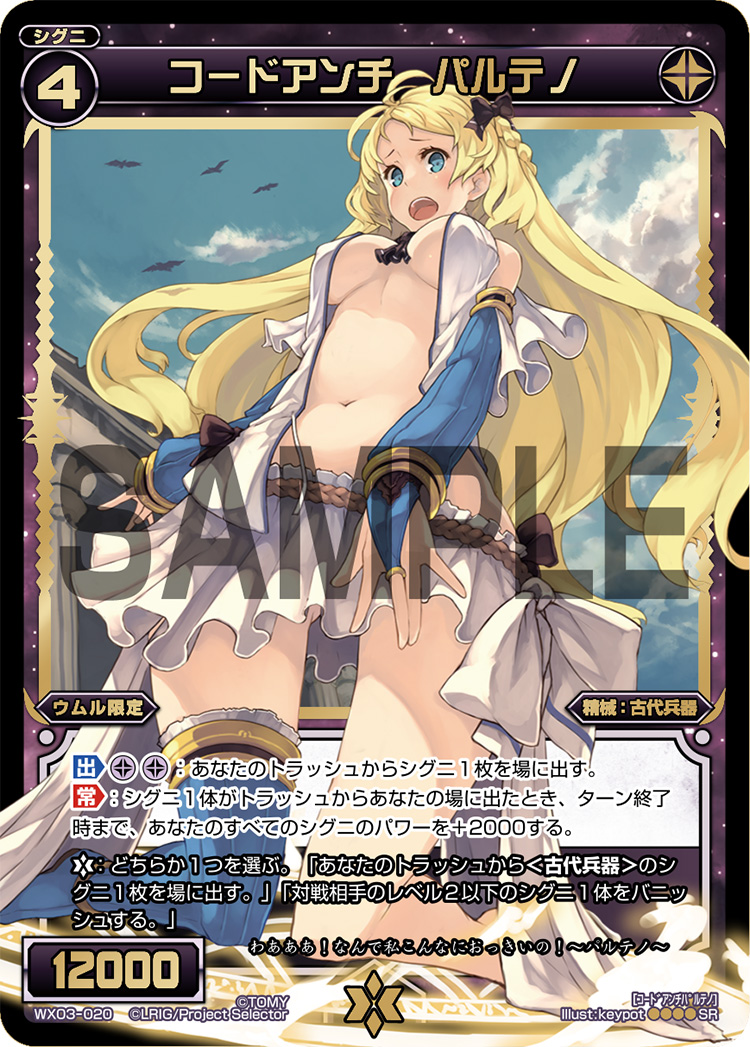 シグニ
4
コードアンチ　パルテノ
SAMPLE
ウムル限定
精械：古代兵器
出：あなたのトラッシュからシグニ１枚を場に出す。
常：シグニ１体がトラッシュからあなたの場に出たとき、ターン終了
時まで、あなたのすべてのシグニのパワーを＋2000する。
：どちらか１つを選ぶ。「あなたのトラッシュから＜古代兵器＞のシ
グニ１枚を場に出す。」「対戦相手のレベル２以下のシグニ１体をバニッ
シュする。」
わぁああ！なんで私こんなにおっきいの！～パルテノ～
12000
WX03-020 ©LRIG/Project Selector
©TOMY
[コードアンチパルテノ]
Illust:keypot SR